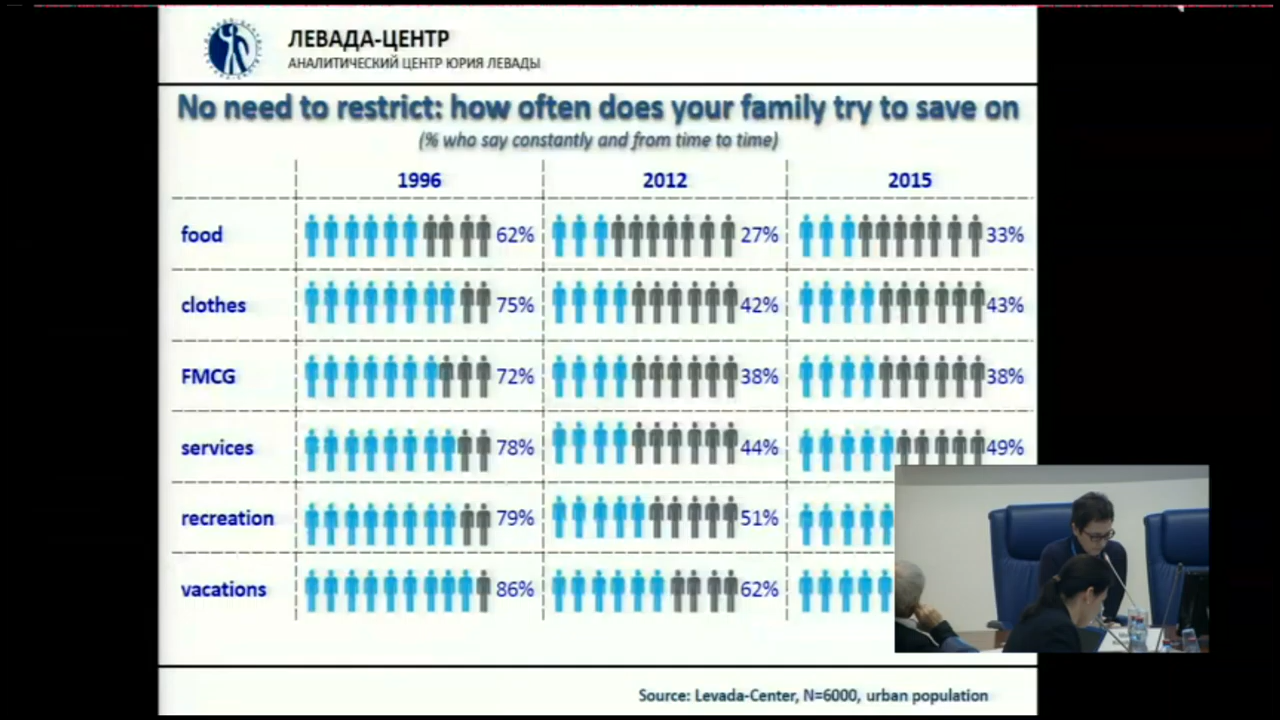 ЛЕВАДА-ЦЕНТР
АНАЛИТИЧЕСКИЙ ЦЕНТР ЮРИЯ ЛЕВАДЫ
No need to restrict: how often does your family try to save on
(% who say constantly and from time to time)
1996 2012 2015
food 62% 27% 33%
clothes 75% 42% 43%
FMCG 72% 38% 38%
services 78% 44% 49%
recreation 79% 51%
vacations 86% 62%
Source: Levada-Center, N=6000, urban population